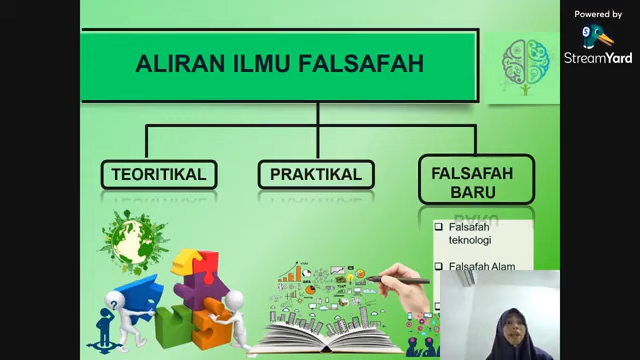 Powered by
StreamYard
ALIRAN ILMU FALSAFAH
TEORITIKAL
PRAKTIKAL
FALSAFAH
BARU
Falsafah
teknologi
Falsafah Alam